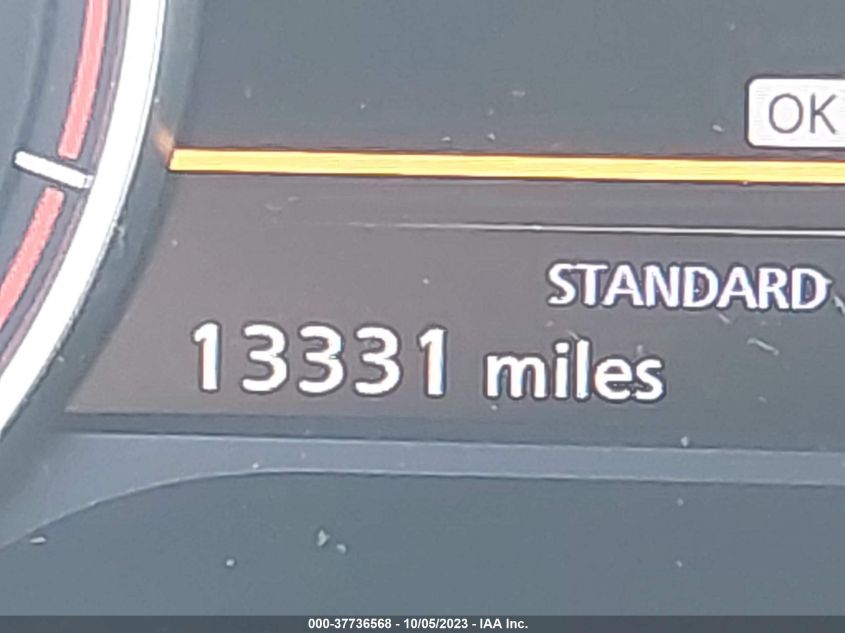 OK
STANDARD
13331 miles
000-37736568 - 10/05/2023 - IAA Inc.